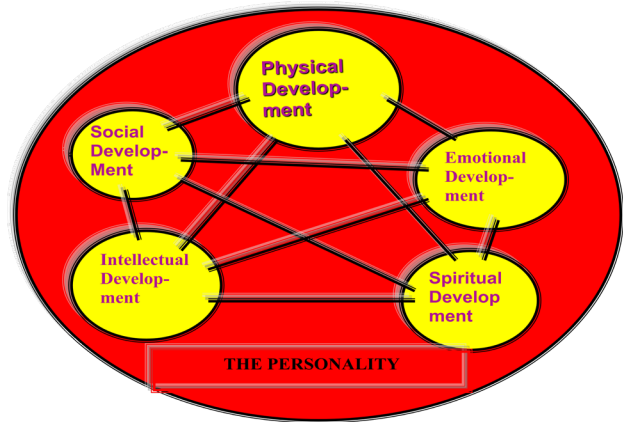 Physical
Develop-
ment
Social
Develop-
Ment
Emotional
Develop-
ment
Intellectual
Develop-
ment
Spiritual
Develop
ment
THE PERSONALITY